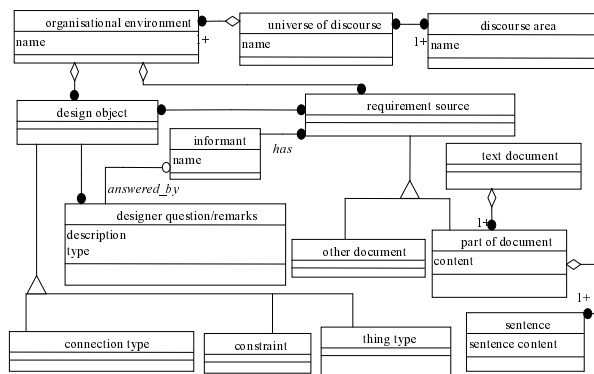 organisational environment
name
1+
universe of discourse
name
1+
discourse area
name
design object
requirement source
informant
name
has
answered_by
text document
1+
designer question/remarks
description
type
other document
part of document
content
1+
connection type
constraint
thing type
sentence
sentence content